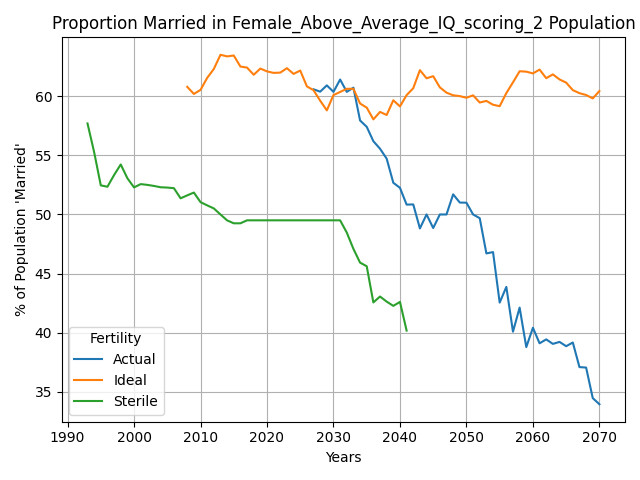 Proportion Married in Female_Above_Average_IQ_scoring_2 Population
% of Population 'Married'
60
55
50
45
40
35
Fertility
Actual
Ideal
Sterile
1990 2000 2010 2020 2030 2040 2050 2060 2070
Years